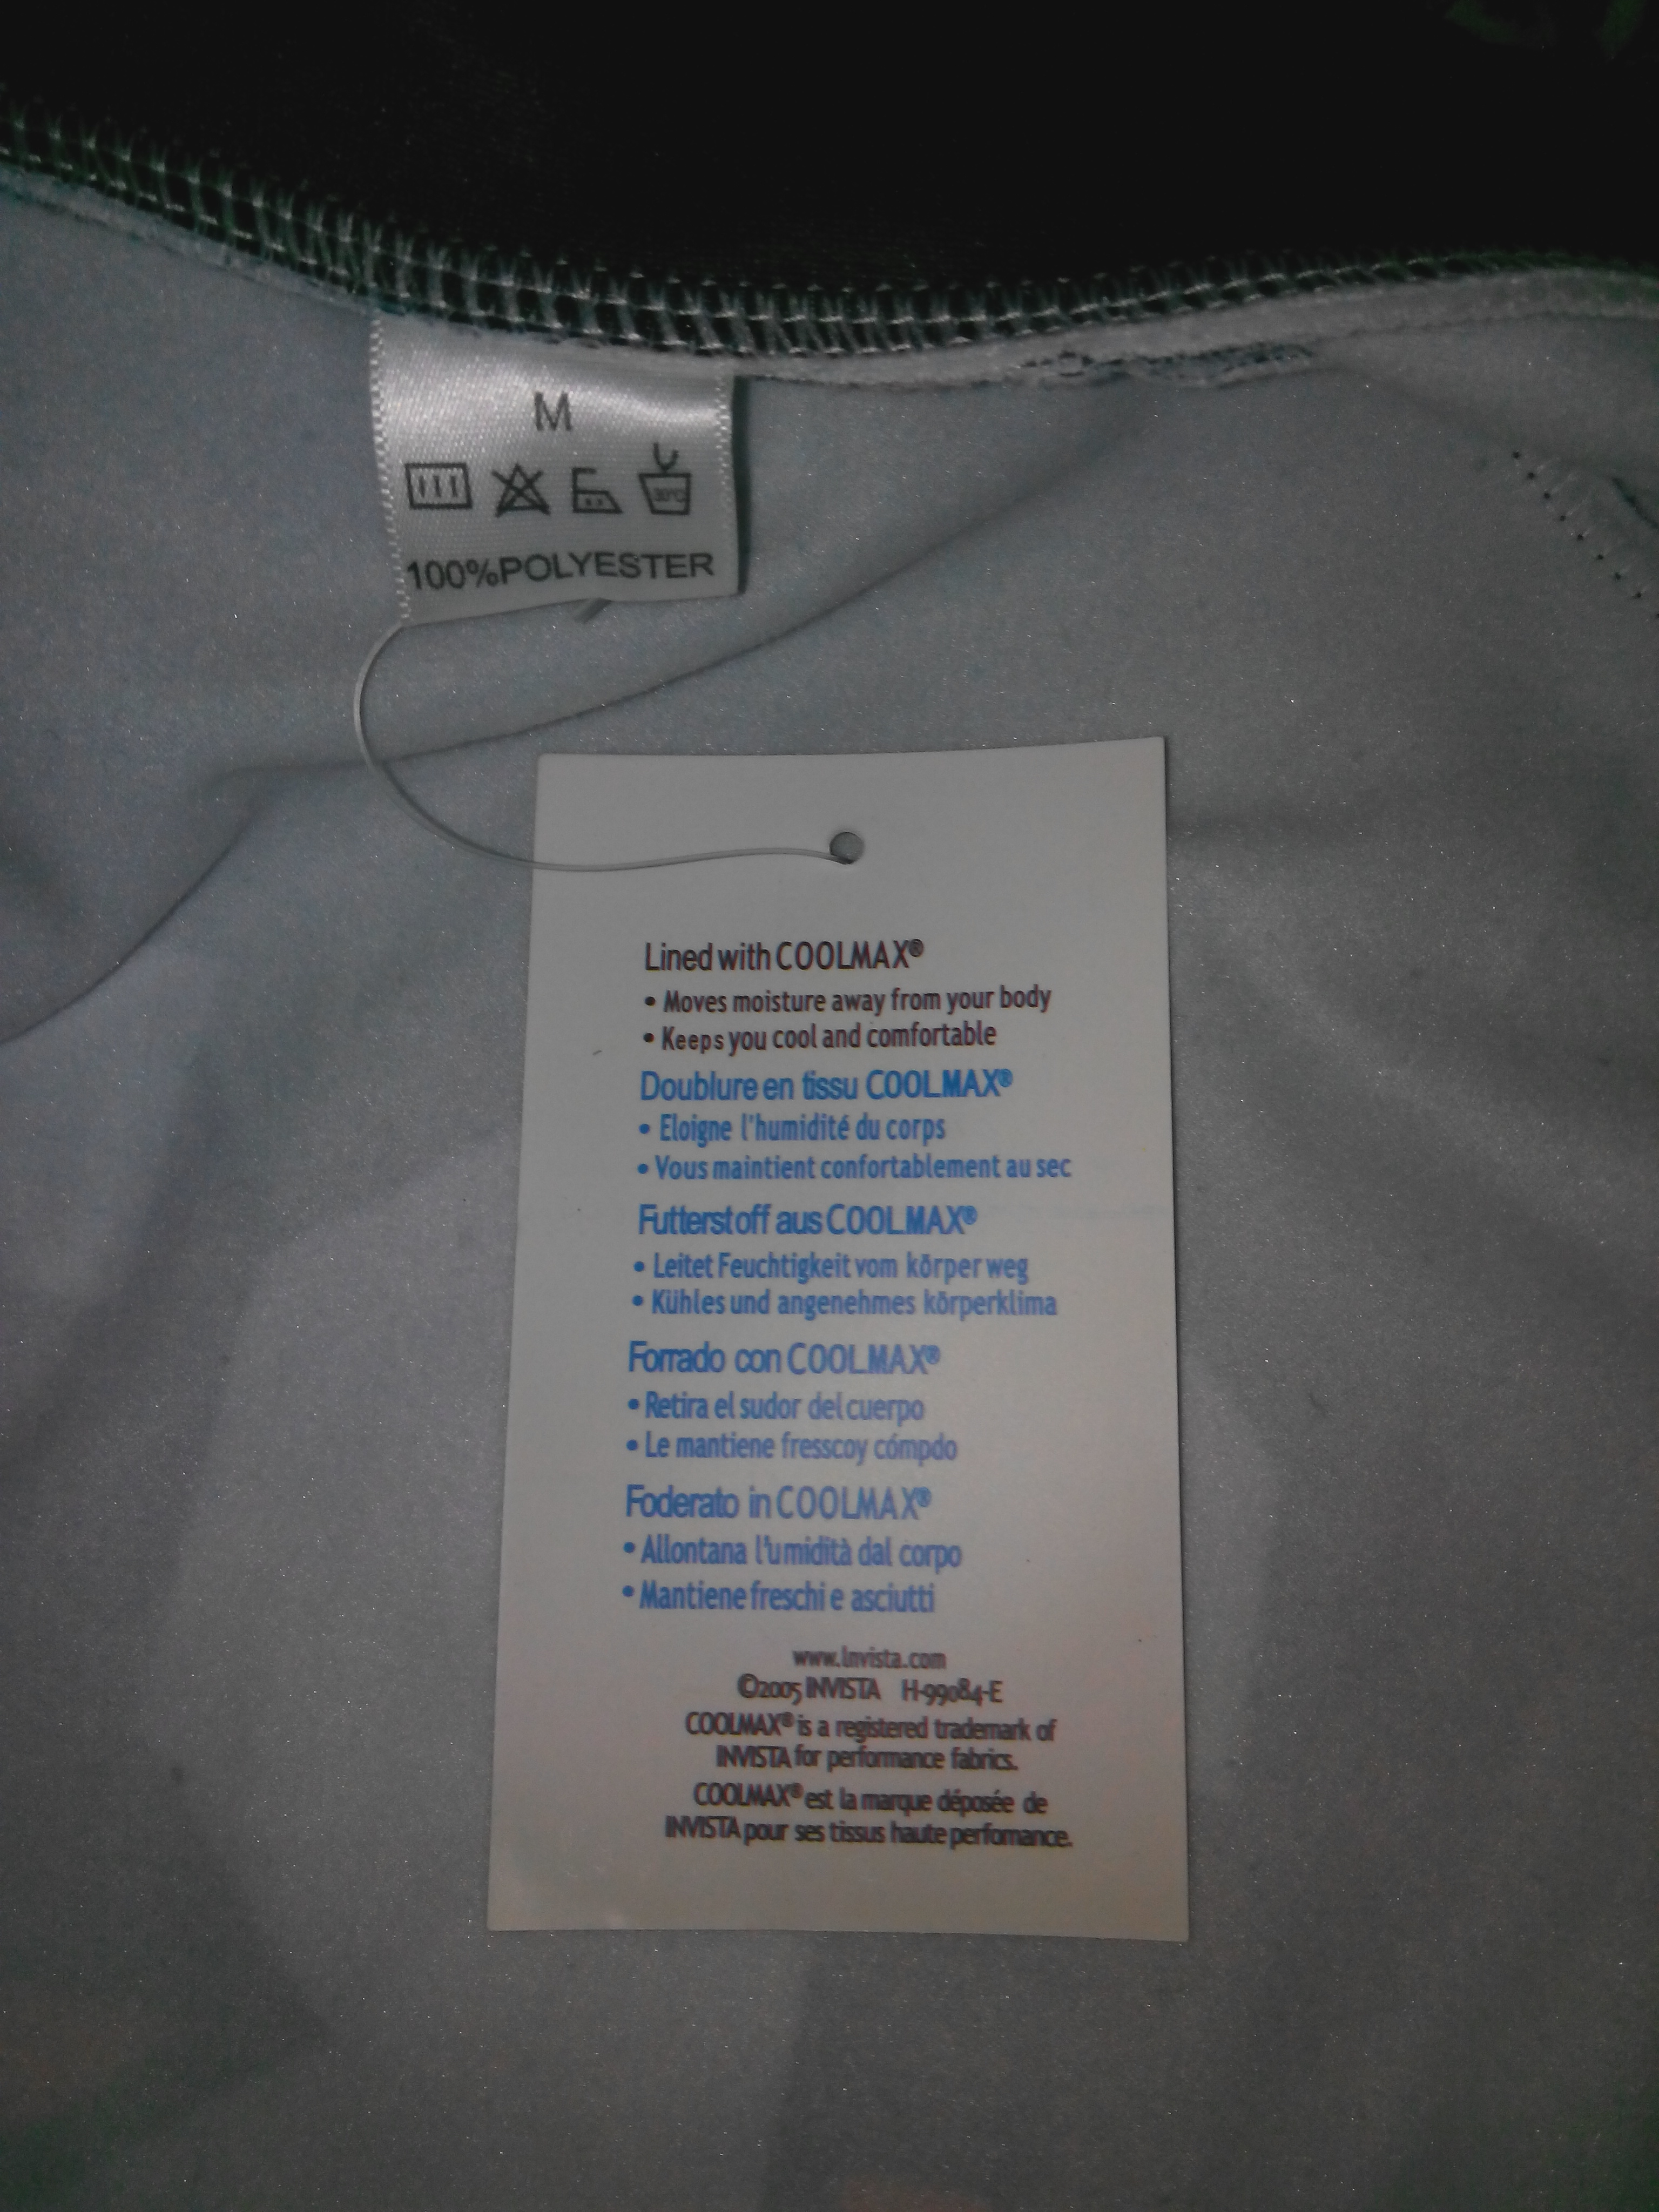 M
30°C
100%POLYESTER
Lined with COOLMAX®
• Moves moisture away from your body
• Keeps you cool and comfortable
Doublure en tissu COOLMAX®
• Eloigne l'humidité du corps
• Vous maintient confortablement au sec
Futterstoff aus COOLMAX®
• Leitet Feuchtigkeit vom körper weg
• Kühles und angenehmes körperklima
Forrado con COOLMAX®
• Retira el sudor del cuerpo
• Le mantiene fresscoy cómpdo
Foderato in COOLMAX®
• Allontana l'umidità dal corpo
• Mantiene freschi e asciutti
www.lnvista.com
©2005 INVISTA H-99084-E
COOLMAX® is a registered trademark of
INVISTA for performance fabrics.
COOLMAX® est la marque déposée de
INVISTA pour ses tissus haute perfomance.